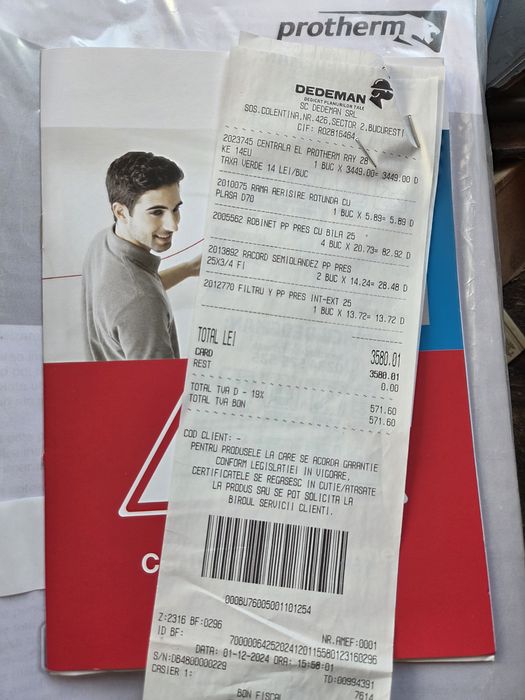 protherm
DEDEMAN
DEDICAT PLANURILOR TALE
SC DEDEMAN SRL
SOS.COLENTINA,NR.426,SECTOR 2,BUCURESTI
CIF: RO2816464
2023745 CENTRALA EL PROTHERM RAY 28
KE 14EU 1 BUC X 3449.00= 3449.00 D
TAXA VERDE 14 LEI/BUC
2010075 RAMA AERISIRE ROTUNDA CU
PLASA D70 1 BUC X 5.89= 5.89 D
2005562 ROBINET PP PRES CU BILA 25
4 BUC X 20.73= 82.92 D
2013892 RACORD SEMIOLANDEZ PP PRES
25X3/4 FI 2 BUC X 14.24= 28.48 D
2012770 FILTRU Y PP PRES INT-EXT 25
1 BUC X 13.72= 13.72 D
TOTAL LEI 3580.01
CARD 3580.01
REST 0.00
TOTAL TVA D - 19% 571.60
TOTAL TVA BON 571.60
COD CLIENT: -
PENTRU PRODUSELE LA CARE SE ACORDA GARANTIE
CONFORM LEGISLATIEI IN VIGOARE,
CERTIFICATELE SE REGASESC IN CUTIE/ATASATE
LA PRODUS SAU SE POT SOLICITA LA
BIROUL SERVICII CLIENTI.
000BU76005001101254
Z:2316 BF:0296 NR.AMEF:0001
ID BF: 70000064252024120115580123160296
DATA: 01-12-2024 ORA: 15:58:01
S/N:DB4800000229 TD:00994391
CASIER 1: 7614
BON FISCAL
C